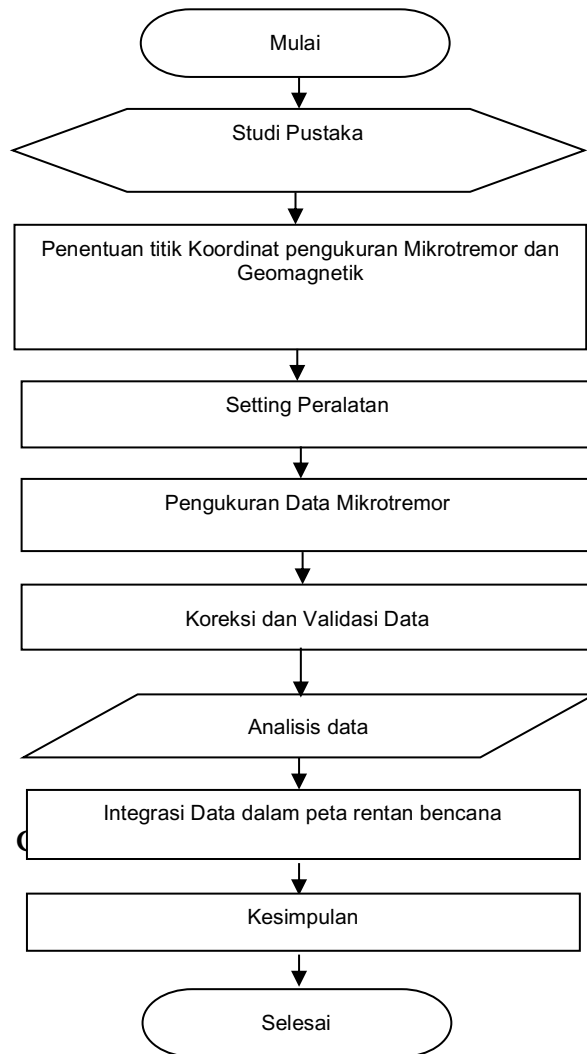 Mulai
Studi Pustaka
Penentuan titik Koordinat pengukuran Mikrotremor dan
Geomagnetik
Setting Peralatan
Pengukuran Data Mikrotremor
Koreksi dan Validasi Data
Analisis data
Integrasi Data dalam peta rentan bencana
Kesimpulan
Selesai